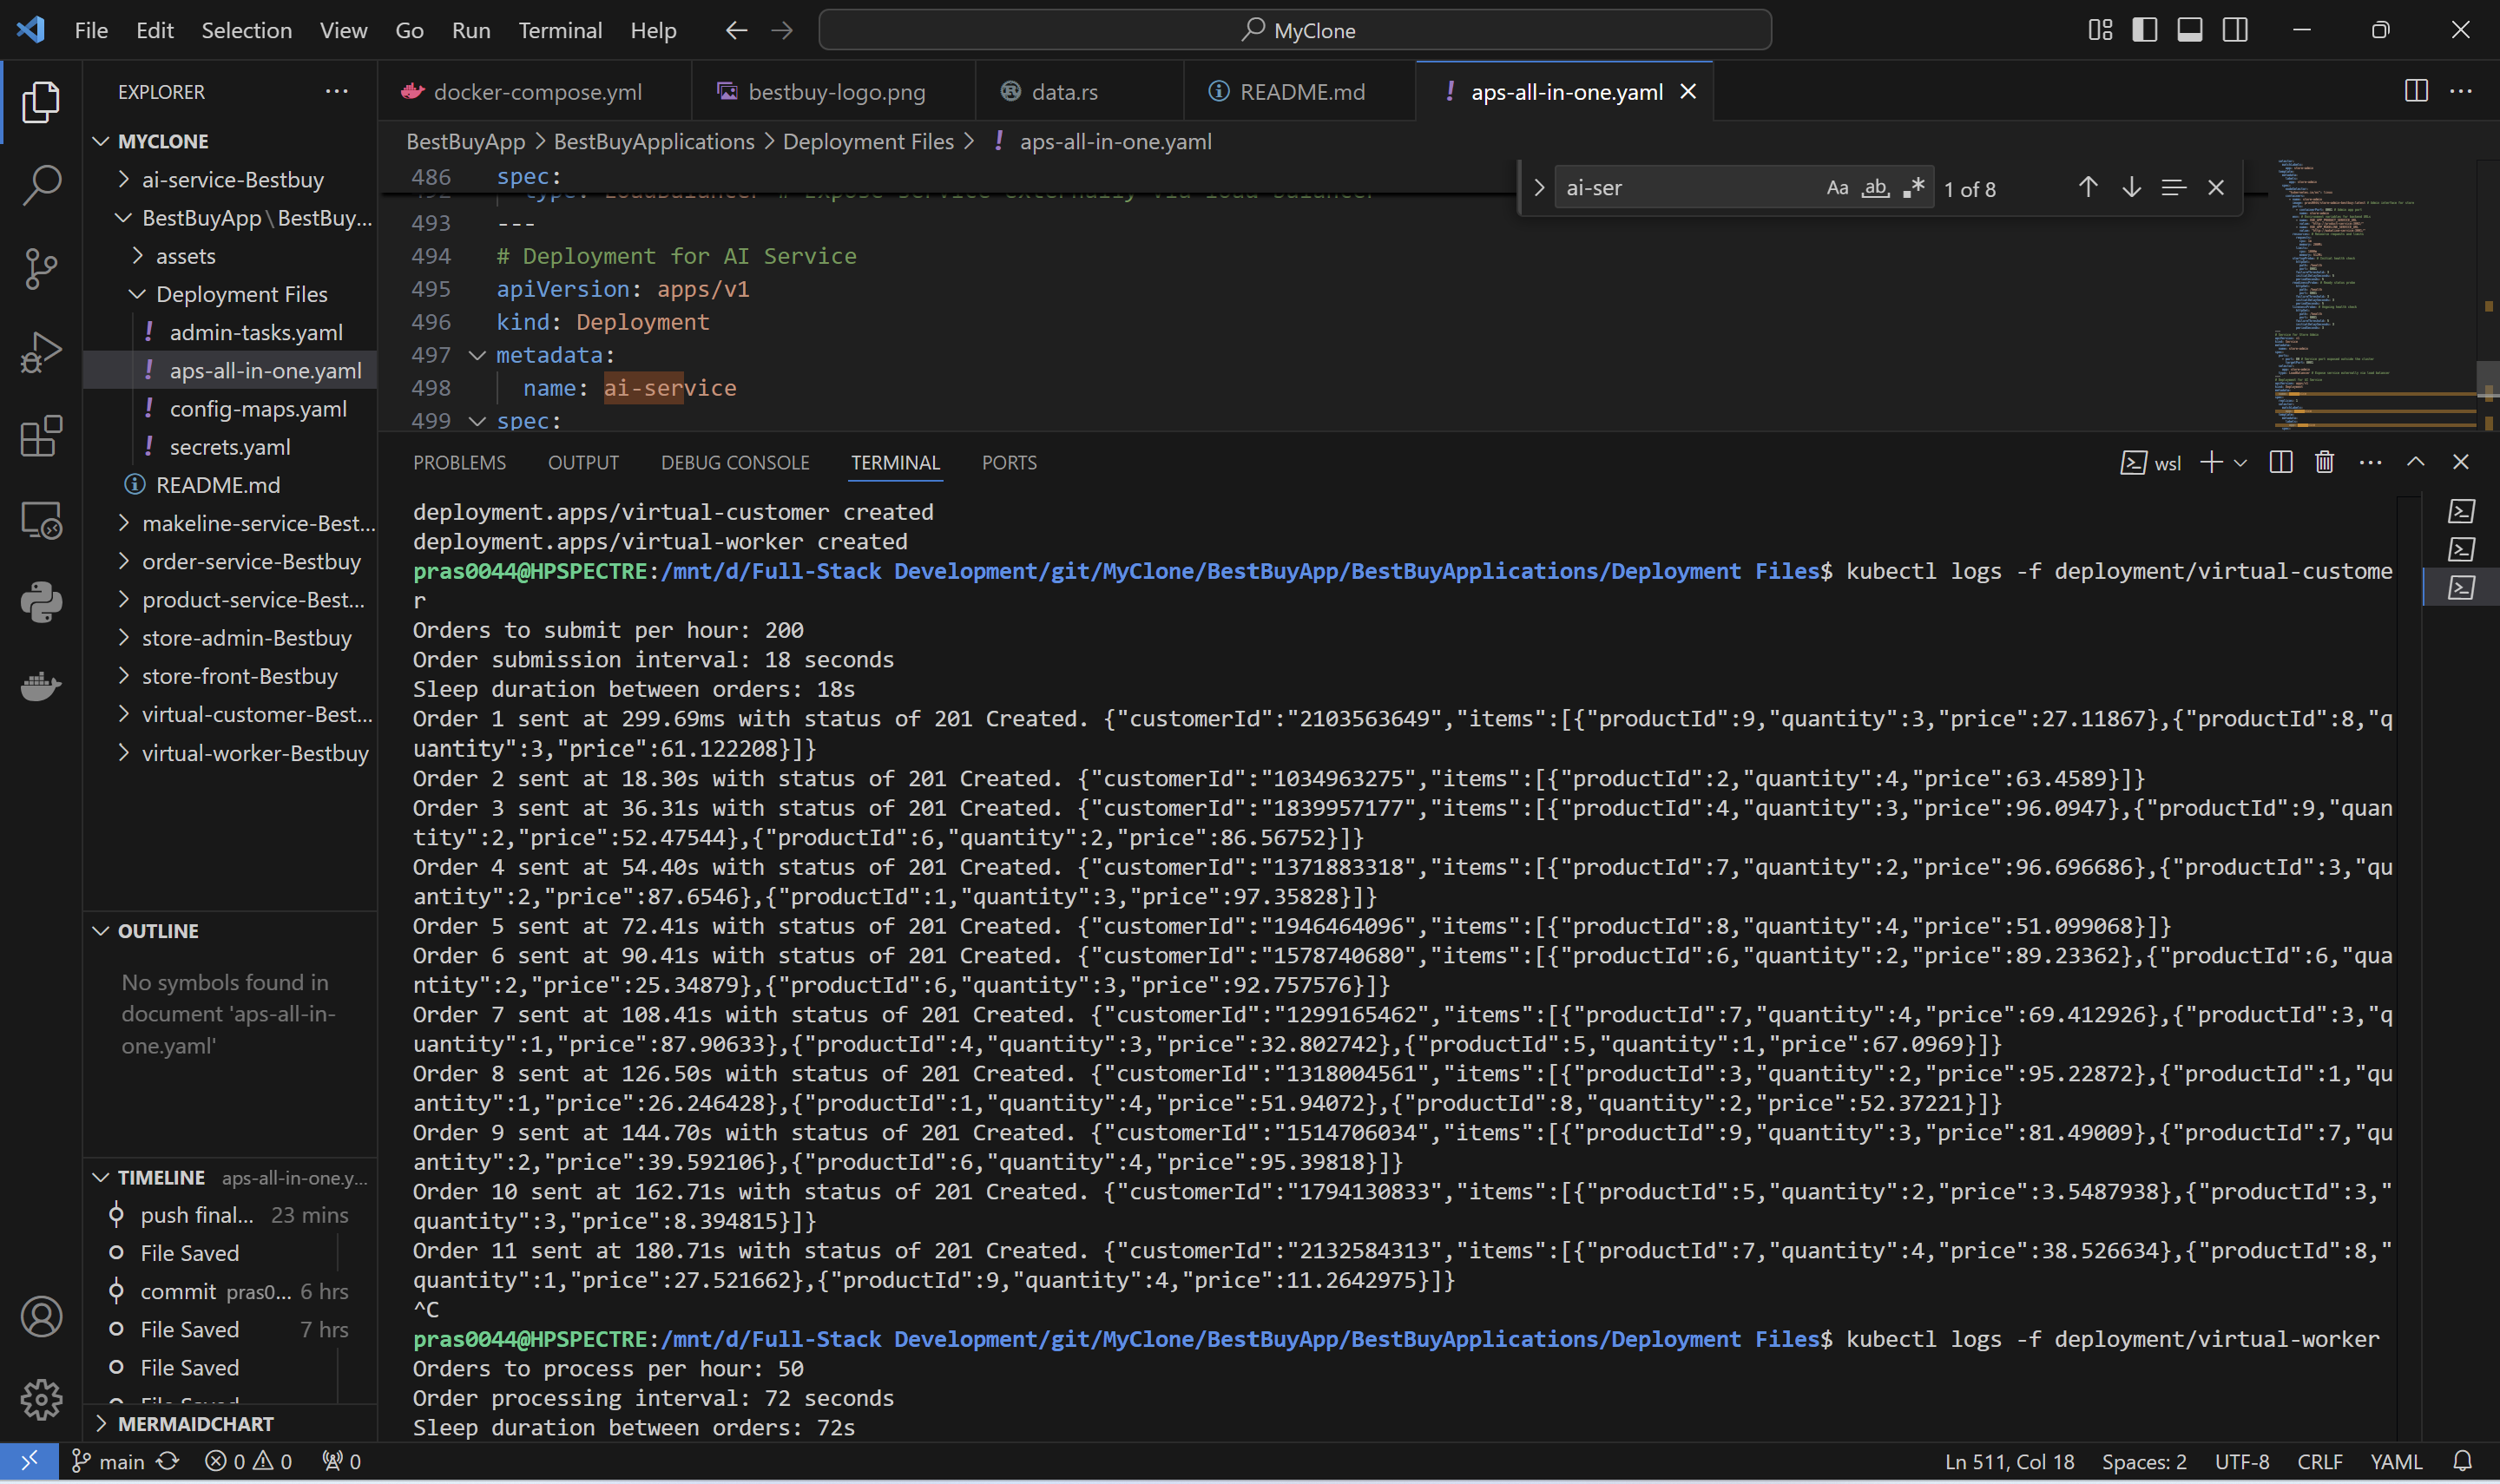 File Edit Selection View Go Run Terminal Help MyClone
EXPLORER
MYCLONE
ai-service-Bestbuy
BestBuyApp\BestBuy...
assets
Deployment Files
! admin-tasks.yaml
! aps-all-in-one.yaml
! config-maps.yaml
! secrets.yaml
README.md
makeline-service-Best...
order-service-Bestbuy
product-service-Best...
store-admin-Bestbuy
store-front-Bestbuy
virtual-customer-Best...
virtual-worker-Bestbuy
OUTLINE
No symbols found in
document 'aps-all-in-
one.yaml'
TIMELINE aps-all-in-one.y...
push final... 23 mins
File Saved
commit pras0... 6 hrs
File Saved 7 hrs
File Saved
File Saved
MERMAIDCHART
docker-compose.yml bestbuy-logo.png data.rs README.md ! aps-all-in-one.yaml
BestBuyApp > BestBuyApplications > Deployment Files > ! aps-all-in-one.yaml
ai-ser Aa ab 1 of 8
486 spec:
492 type: LoadBalancer # Expose service externally via load balancer
493 ---
494 # Deployment for AI Service
495 apiVersion: apps/v1
496 kind: Deployment
497 metadata:
498 name: ai-service
499 spec:
PROBLEMS OUTPUT DEBUG CONSOLE TERMINAL PORTS wsl
deployment.apps/virtual-customer created
deployment.apps/virtual-worker created
pras0044@HPSPECTRE:/mnt/d/Full-Stack Development/git/MyClone/BestBuyApp/BestBuyApplications/Deployment Files$ kubectl logs -f deployment/virtual-custome
r
Orders to submit per hour: 200
Order submission interval: 18 seconds
Sleep duration between orders: 18s
Order 1 sent at 299.69ms with status of 201 Created. {"customerId":"2103563649","items":[{"productId":9,"quantity":3,"price":27.11867},{"productId":8,"q
uantity":3,"price":61.122208}]}
Order 2 sent at 18.30s with status of 201 Created. {"customerId":"1034963275","items":[{"productId":2,"quantity":4,"price":63.4589}]}
Order 3 sent at 36.31s with status of 201 Created. {"customerId":"1839957177","items":[{"productId":4,"quantity":3,"price":96.0947},{"productId":9,"quan
tity":2,"price":52.47544},{"productId":6,"quantity":2,"price":86.56752}]}
Order 4 sent at 54.40s with status of 201 Created. {"customerId":"1371883318","items":[{"productId":7,"quantity":2,"price":96.696686},{"productId":3,"qu
antity":2,"price":87.6546},{"productId":1,"quantity":3,"price":97.35828}]}
Order 5 sent at 72.41s with status of 201 Created. {"customerId":"1946464096","items":[{"productId":8,"quantity":4,"price":51.099068}]}
Order 6 sent at 90.41s with status of 201 Created. {"customerId":"1578740680","items":[{"productId":6,"quantity":2,"price":89.23362},{"productId":6,"qua
ntity":2,"price":25.34879},{"productId":6,"quantity":3,"price":92.757576}]}
Order 7 sent at 108.41s with status of 201 Created. {"customerId":"1299165462","items":[{"productId":7,"quantity":4,"price":69.412926},{"productId":3,"q
uantity":1,"price":87.90633},{"productId":4,"quantity":3,"price":32.802742},{"productId":5,"quantity":1,"price":67.0969}]}
Order 8 sent at 126.50s with status of 201 Created. {"customerId":"1318004561","items":[{"productId":3,"quantity":2,"price":95.22872},{"productId":1,"qu
antity":1,"price":26.246428},{"productId":1,"quantity":4,"price":51.94072},{"productId":8,"quantity":2,"price":52.37221}]}
Order 9 sent at 144.70s with status of 201 Created. {"customerId":"1514706034","items":[{"productId":9,"quantity":3,"price":81.49009},{"productId":7,"qu
antity":2,"price":39.592106},{"productId":6,"quantity":4,"price":95.39818}]}
Order 10 sent at 162.71s with status of 201 Created. {"customerId":"1794130833","items":[{"productId":5,"quantity":2,"price":3.5487938},{"productId":3,"
quantity":3,"price":8.394815}]}
Order 11 sent at 180.71s with status of 201 Created. {"customerId":"2132584313","items":[{"productId":7,"quantity":4,"price":38.526634},{"productId":8,"
quantity":1,"price":27.521662},{"productId":9,"quantity":4,"price":11.2642975}]}
^C
pras0044@HPSPECTRE:/mnt/d/Full-Stack Development/git/MyClone/BestBuyApp/BestBuyApplications/Deployment Files$ kubectl logs -f deployment/virtual-worker
Orders to process per hour: 50
Order processing interval: 72 seconds
Sleep duration between orders: 72s
main 0 0 0 Ln 511, Col 18 Spaces: 2 UTF-8 CRLF YAML